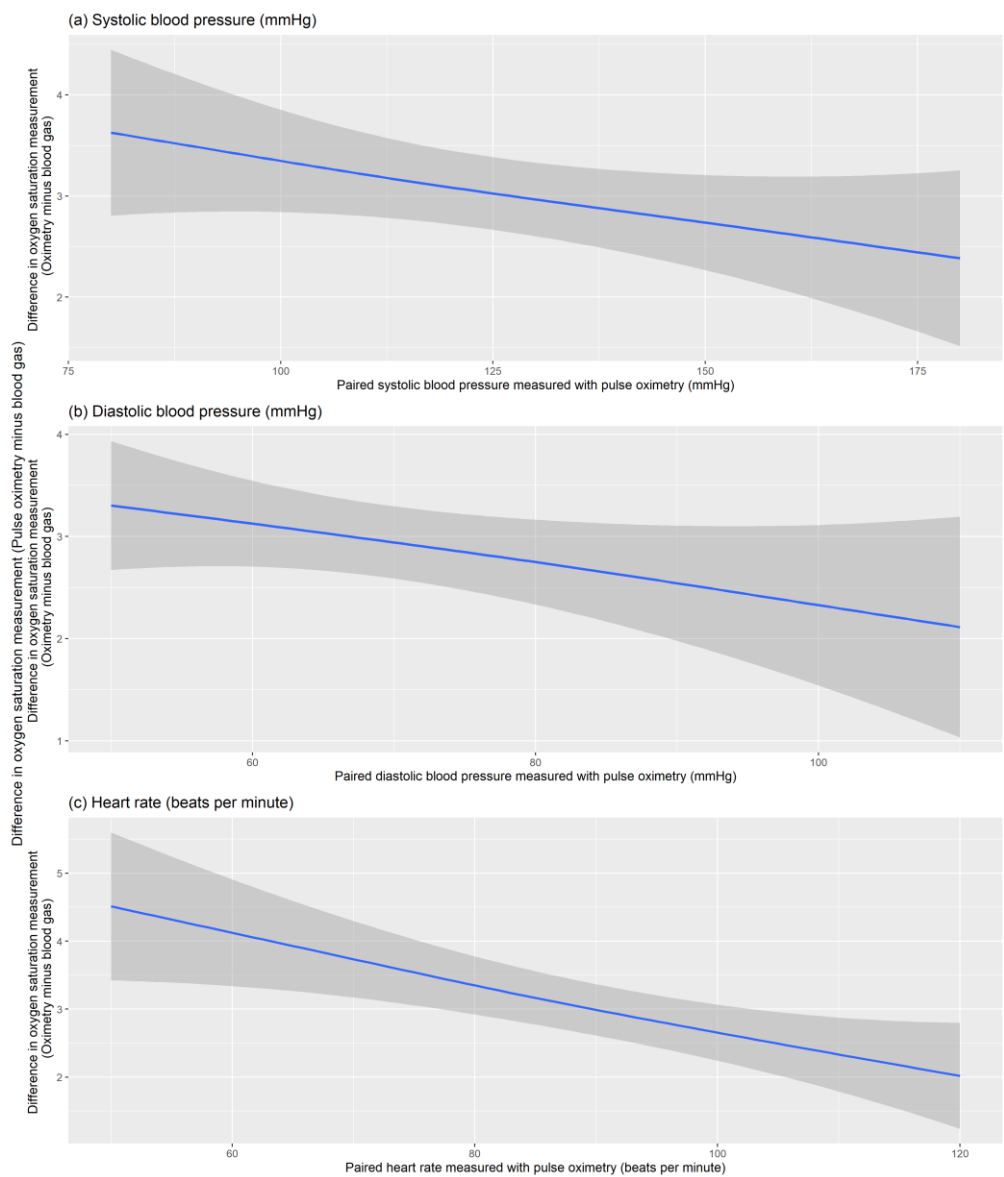 (a) Systolic blood pressure (mmHg)
Difference in oxygen saturation measurement
(Oximetry minus blood gas)
4
3
2
75
100
125
150
175
Paired systolic blood pressure measured with pulse oximetry (mmHg)
Difference in oxygen saturation measurement (Pulse oximetry minus blood gas)
(b) Diastolic blood pressure (mmHg)
Difference in oxygen saturation measurement
(Oximetry minus blood gas)
4
3
2
1
60
80
100
Paired diastolic blood pressure measured with pulse oximetry (mmHg)
(c) Heart rate (beats per minute)
Difference in oxygen saturation measurement
(Oximetry minus blood gas)
5
4
3
2
60
80
100
120
Paired heart rate measured with pulse oximetry (beats per minute)